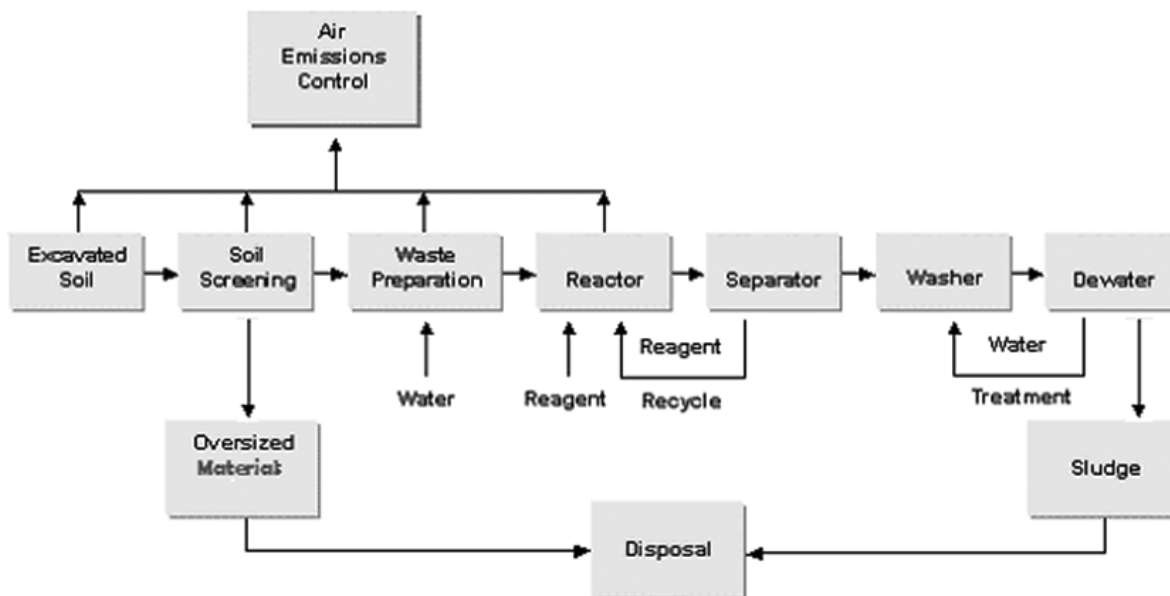 Air
Emissions
Control
Excavated
Soil
Soil
Screening
Waste
Preparation
Reactor
Separator
Washer
Dewater
Water
Reagent
Reagent
Recycle
Water
Treatment
Oversized
Materials
Sludge
Disposal